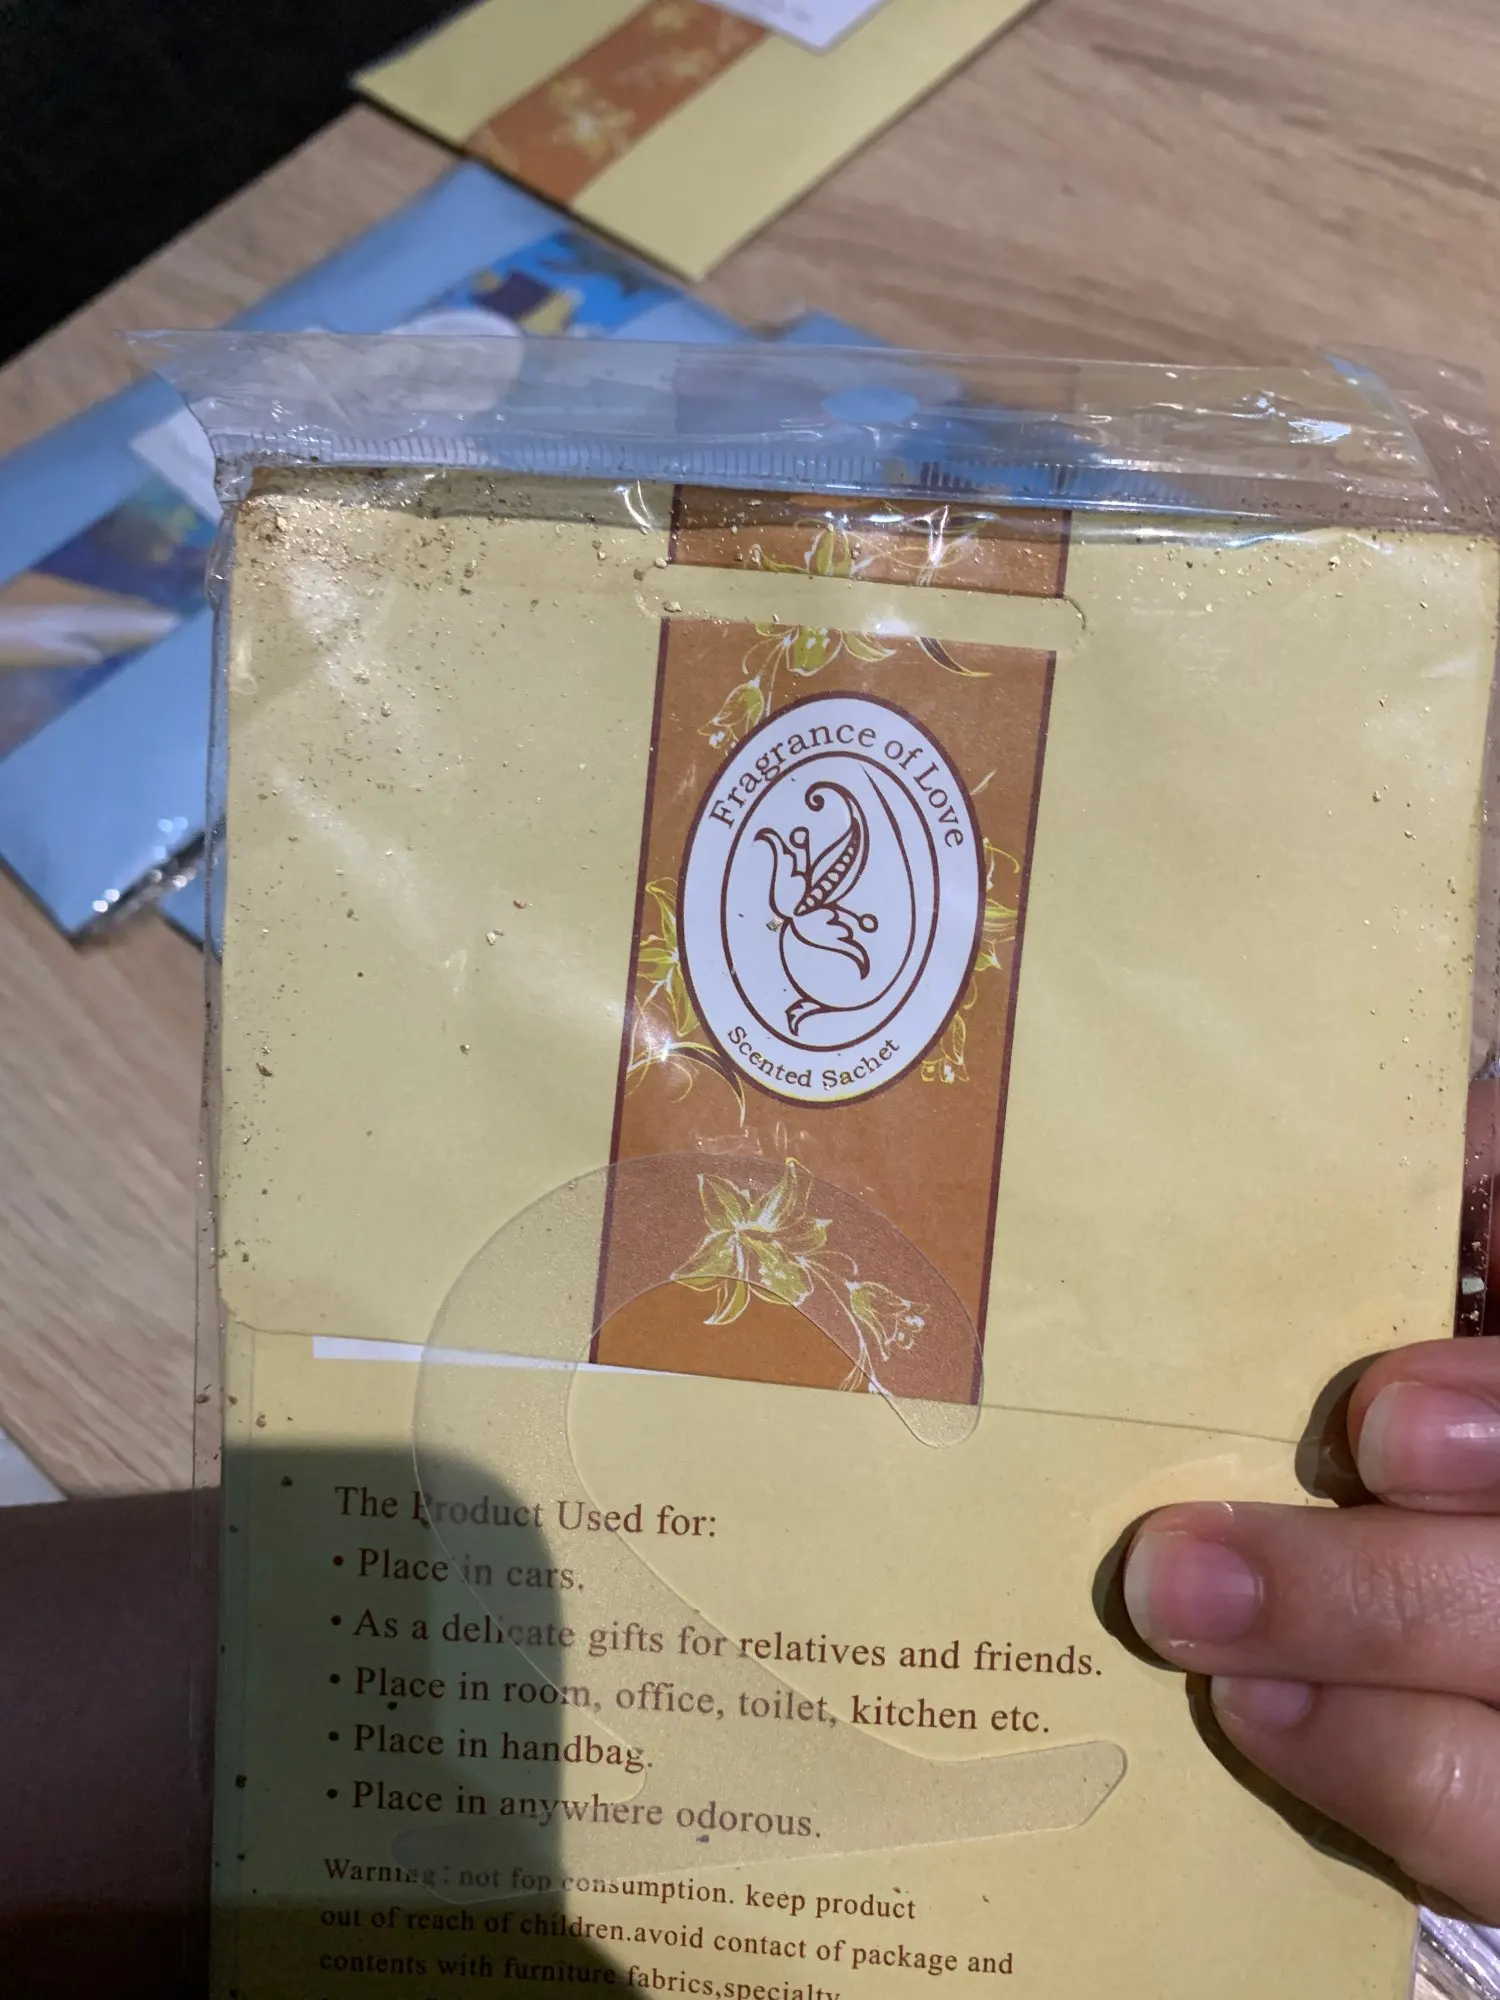 Fragrance of Love
Scented Sachet
The Product Used for:
• Place in cars.
• As a delicate gifts for relatives and friends.
• Place in room, office, toilet, kitchen etc.
• Place in handbag.
• Place in anywhere odorous.
Warning: not fop consumption. keep product
out of reach of children.avoid contact of package and
contents with furniture fabrics,specialty